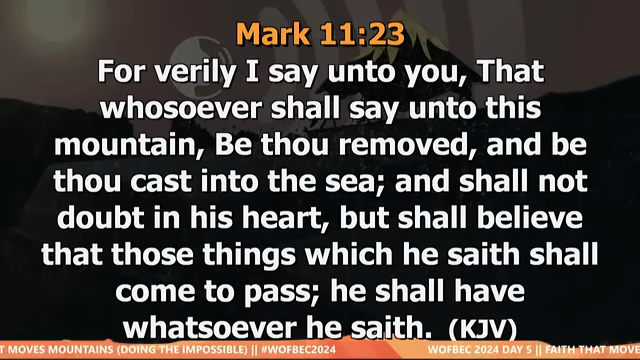 Mark 11:23
For verily I say unto you, That
whosoever shall say unto this
mountain, Be thou removed, and be
thou cast into the sea; and shall not
doubt in his heart, but shall believe
that those things which he saith shall
come to pass; he shall have
whatsoever he saith. (KJV)
T MOVES MOUNTAINS (DOING THE IMPOSSIBLE) || #WOFBEC2024 WOFBEC 2024 DAY 5 || FAITH THAT MOVE